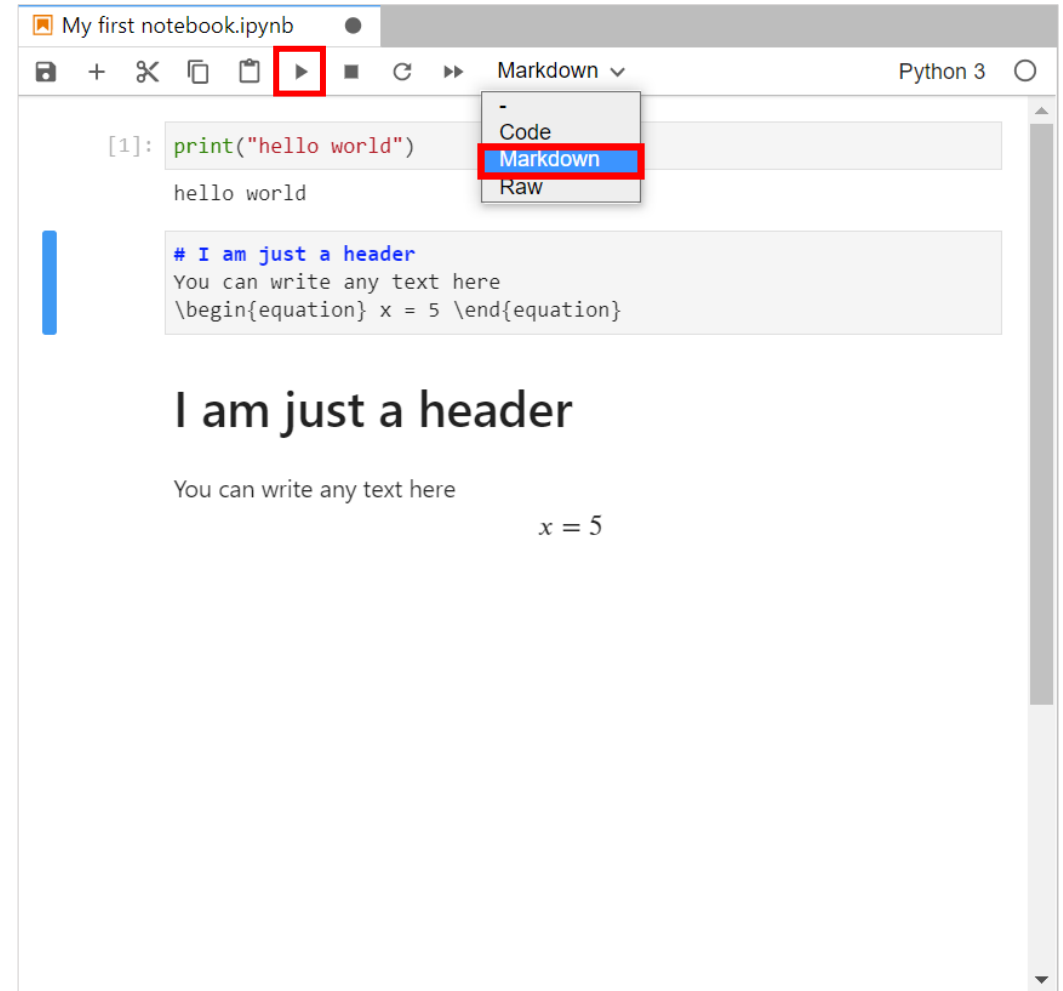 My first notebook.ipynb
Markdown
Python 3
-
Code
Markdown
Raw
[1]: print("hello world")
hello world
# I am just a header
You can write any text here
\begin{equation} x = 5 \end{equation}
I am just a header
You can write any text here
x = 5